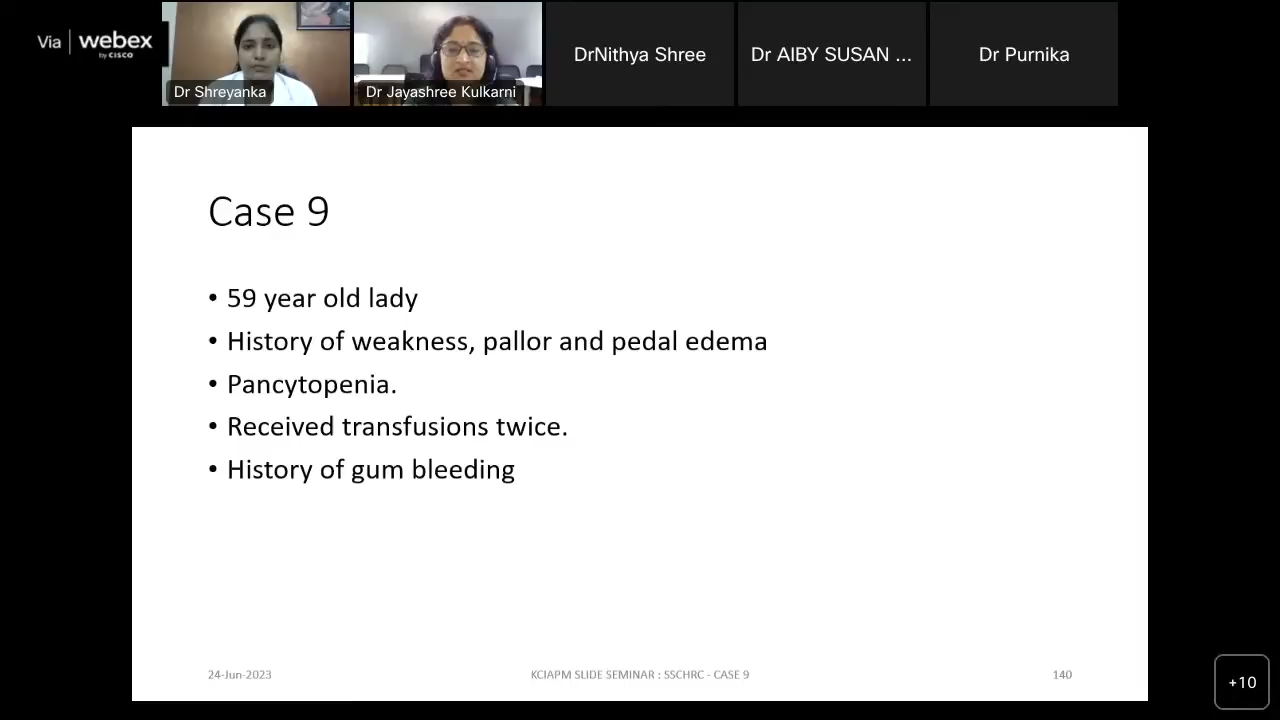 Via webex
by CISCO
Dr Shreyanka
Dr Jayashree Kulkarni
DrNithya Shree
Dr AIBY SUSAN ...
Dr Purnika
Case 9
• 59 year old lady
• History of weakness, pallor and pedal edema
• Pancytopenia.
• Received transfusions twice.
• History of gum bleeding
24-Jun-2023
KCIAPM SLIDE SEMINAR : SSCHRC - CASE 9
140
+10